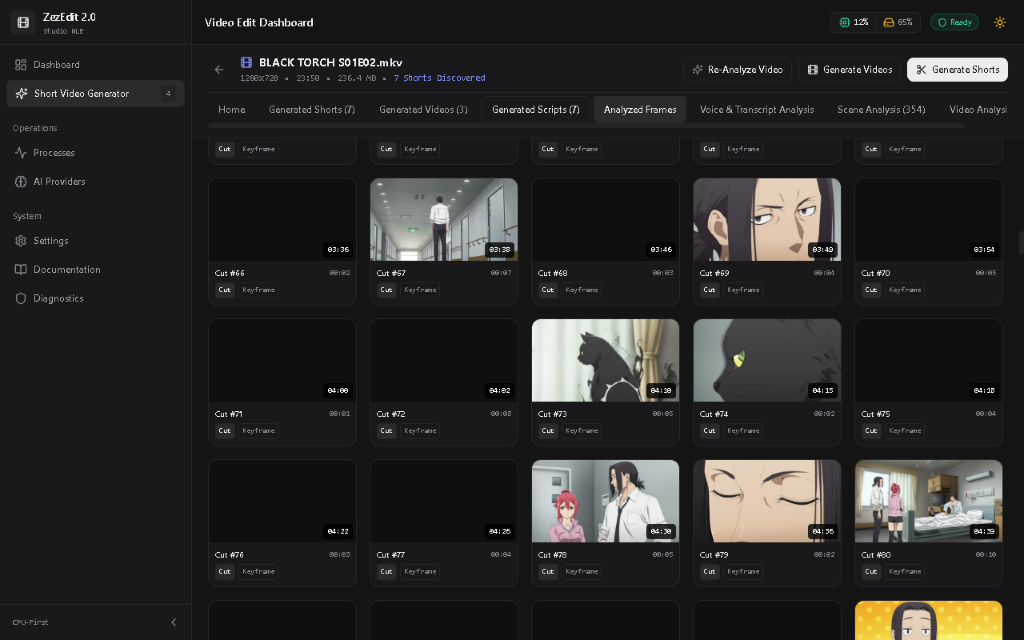 ZezEdit 2.0
Studio NLE
Dashboard
Short Video Generator 4
Operations
Processes
AI Providers
System
Settings
Documentation
Diagnostics
CPU-First
Video Edit Dashboard
12% 85% Ready
BLACK TORCH S01E02.mkv
1280x720 • 23:50 • 236.4 MB • 7 Shorts Discovered
Re-Analyze Video Generate Videos Generate Shorts
Home Generated Shorts (7) Generated Videos (3) Generated Scripts (7) Analyzed Frames Voice & Transcript Analysis Scene Analysis (354) Video Analysi
Cut Keyframe Cut Keyframe Cut Keyframe Cut Keyframe Cut Keyframe
03:36 03:38 03:46 03:49 03:54
Cut #66 00:02 Cut #67 00:07 Cut #68 00:03 Cut #69 00:04 Cut #70 00:05
Cut Keyframe Cut Keyframe Cut Keyframe Cut Keyframe Cut Keyframe
04:00 04:02 04:10 04:15 04:18
Cut #71 00:01 Cut #72 00:08 Cut #73 00:05 Cut #74 00:02 Cut #75 00:04
Cut Keyframe Cut Keyframe Cut Keyframe Cut Keyframe Cut Keyframe
04:22 04:26 04:30 04:36 04:39
Cut #76 00:03 Cut #77 00:04 Cut #78 00:05 Cut #79 00:02 Cut #80 00:10
Cut Keyframe Cut Keyframe Cut Keyframe Cut Keyframe Cut Keyframe